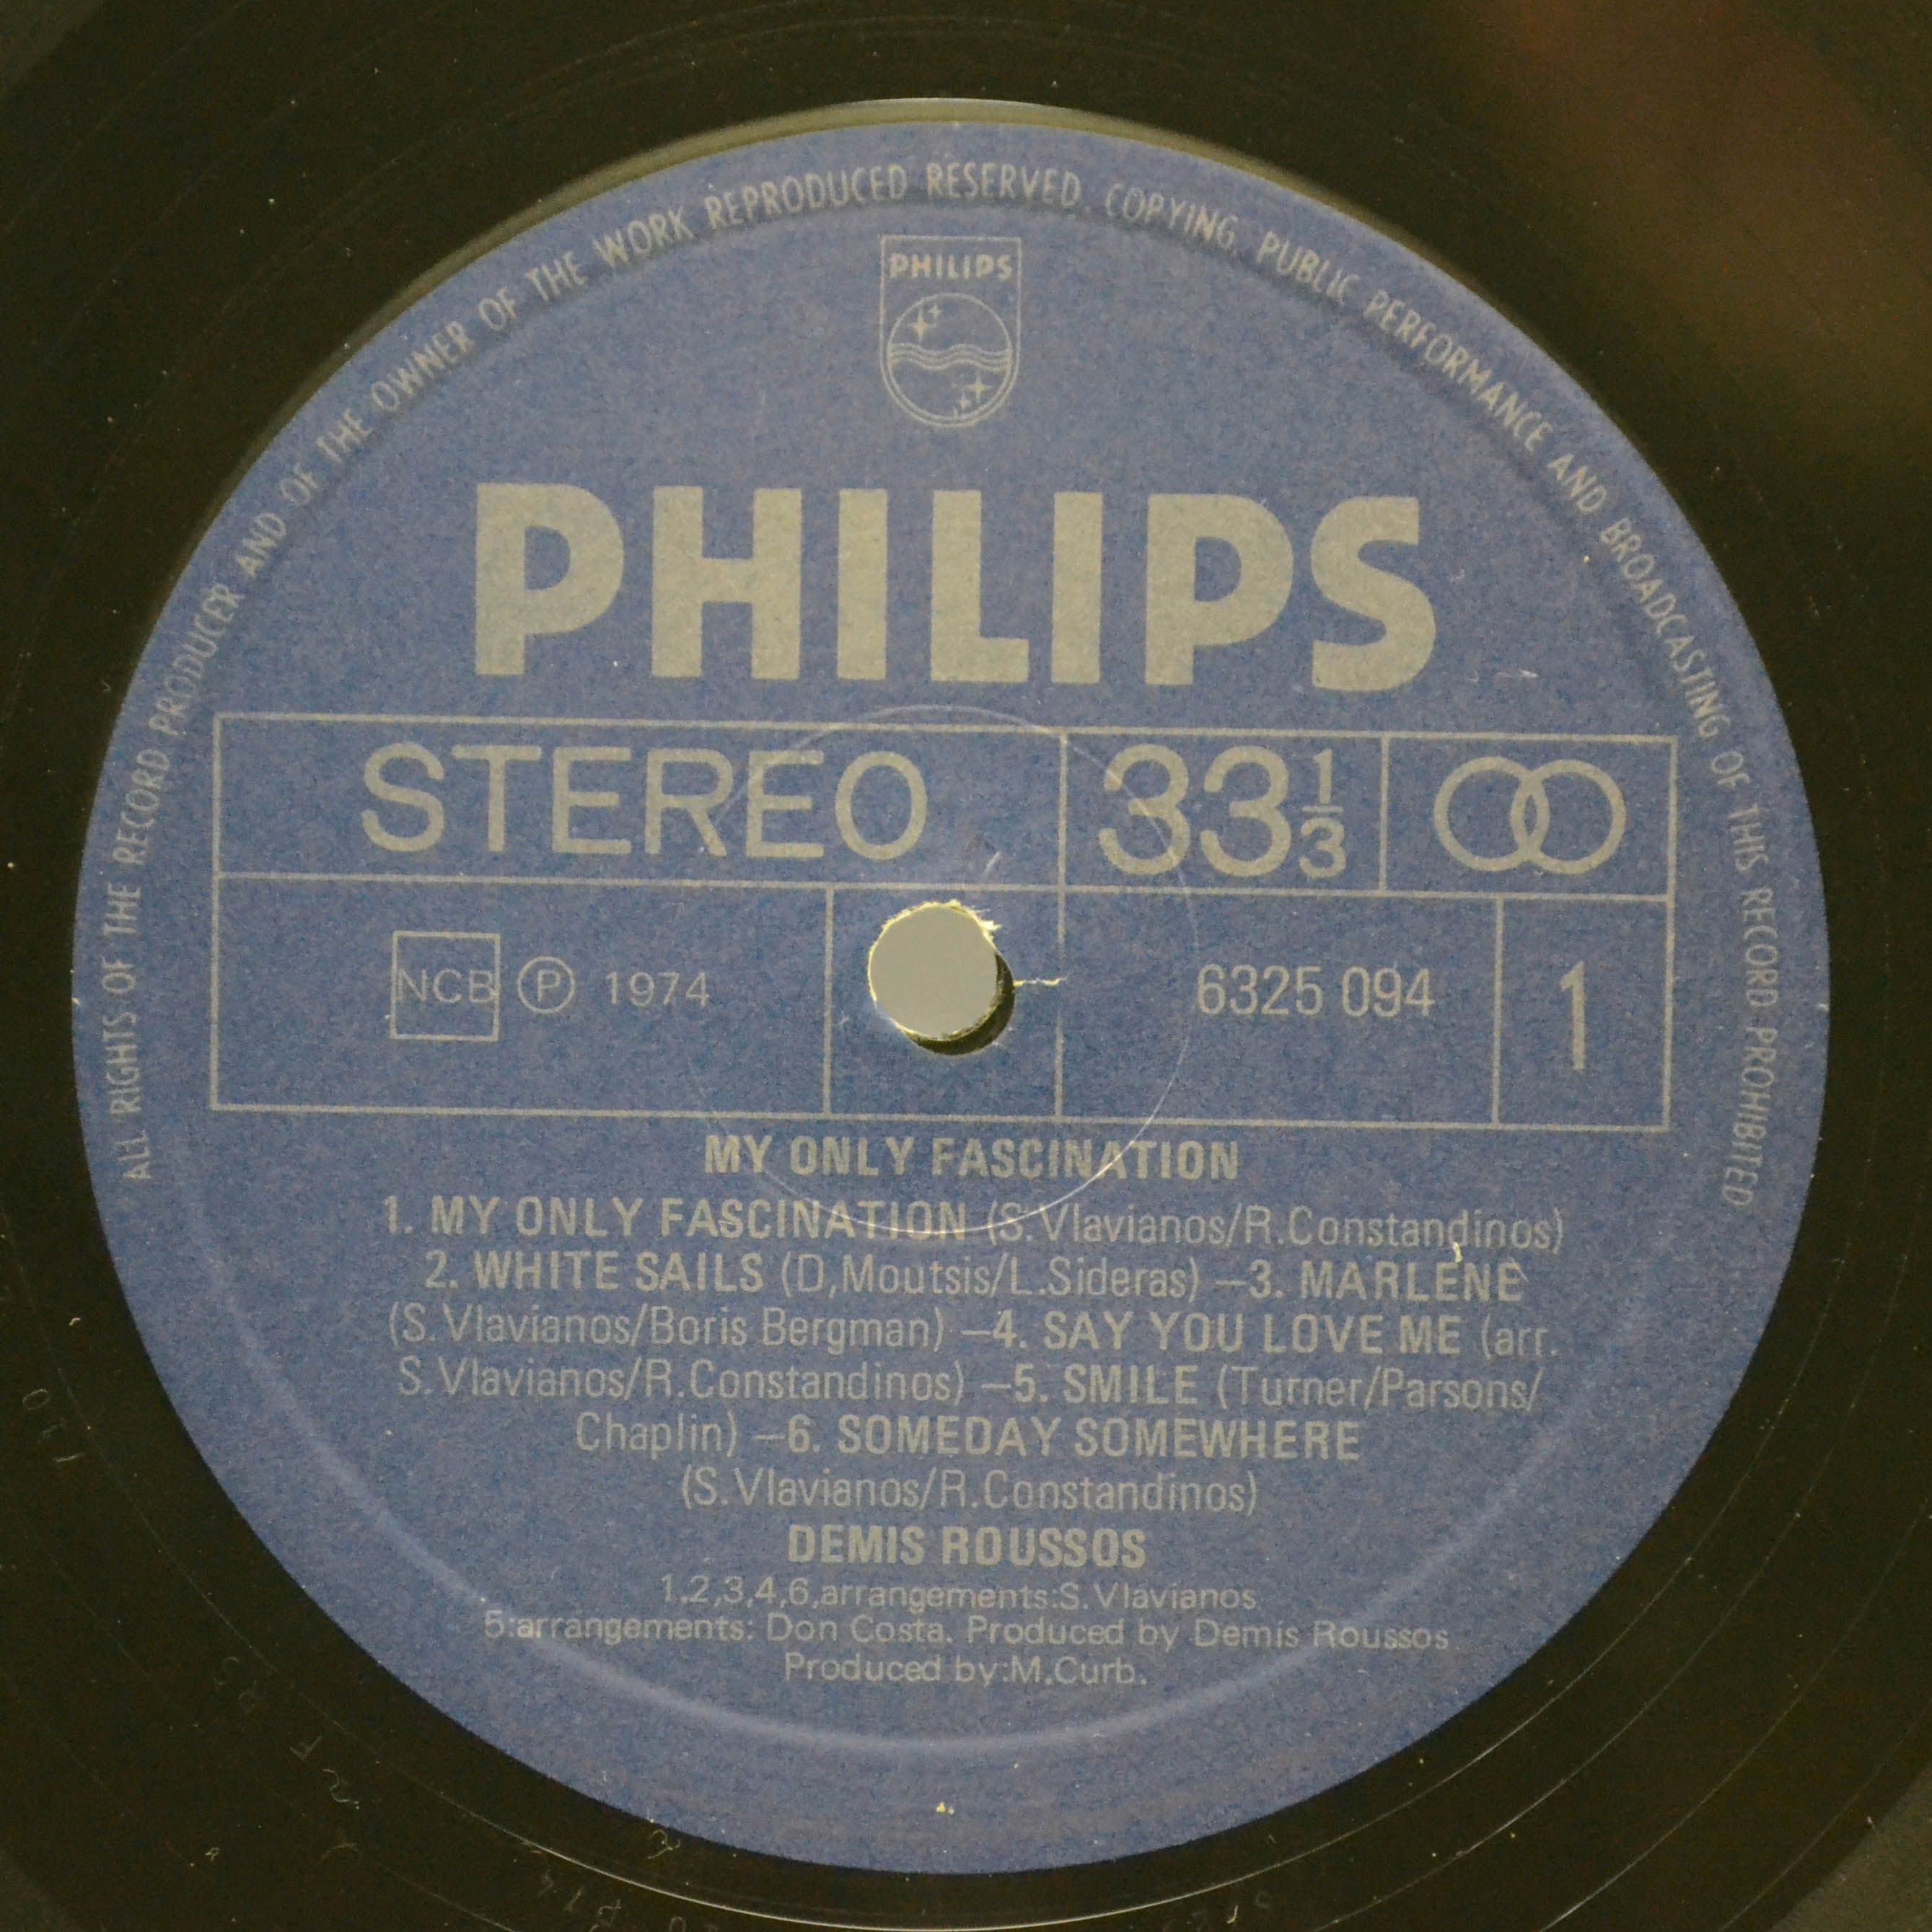 ALL RIGHTS OF THE RECORD PRODUCER AND OF THE OWNER OF THE WORK REPRODUCED RESERVED. COPYING, PUBLIC PERFORMANCE AND BROADCASTING OF THIS RECORD PROHIBITED
PHILIPS
PHILIPS
STEREO 33 1/3
NCB Ⓟ 1974 6325 094 1
MY ONLY FASCINATION
1. MY ONLY FASCINATION (S.Vlavianos/R.Constandinos)
2. WHITE SAILS (D,Moutsis/L.Sideras) –3. MARLENE
(S.Vlavianos/Boris Bergman) –4. SAY YOU LOVE ME (arr.
S.Vlavianos/R.Constandinos) –5. SMILE (Turner/Parsons/
Chaplin) –6. SOMEDAY SOMEWHERE
(S.Vlavianos/R.Constandinos)
DEMIS ROUSSOS
1,2,3,4,6,arrangements:S.Vlavianos.
5:arrangements: Don Costa. Produced by Demis Roussos.
Produced by:M.Curb.